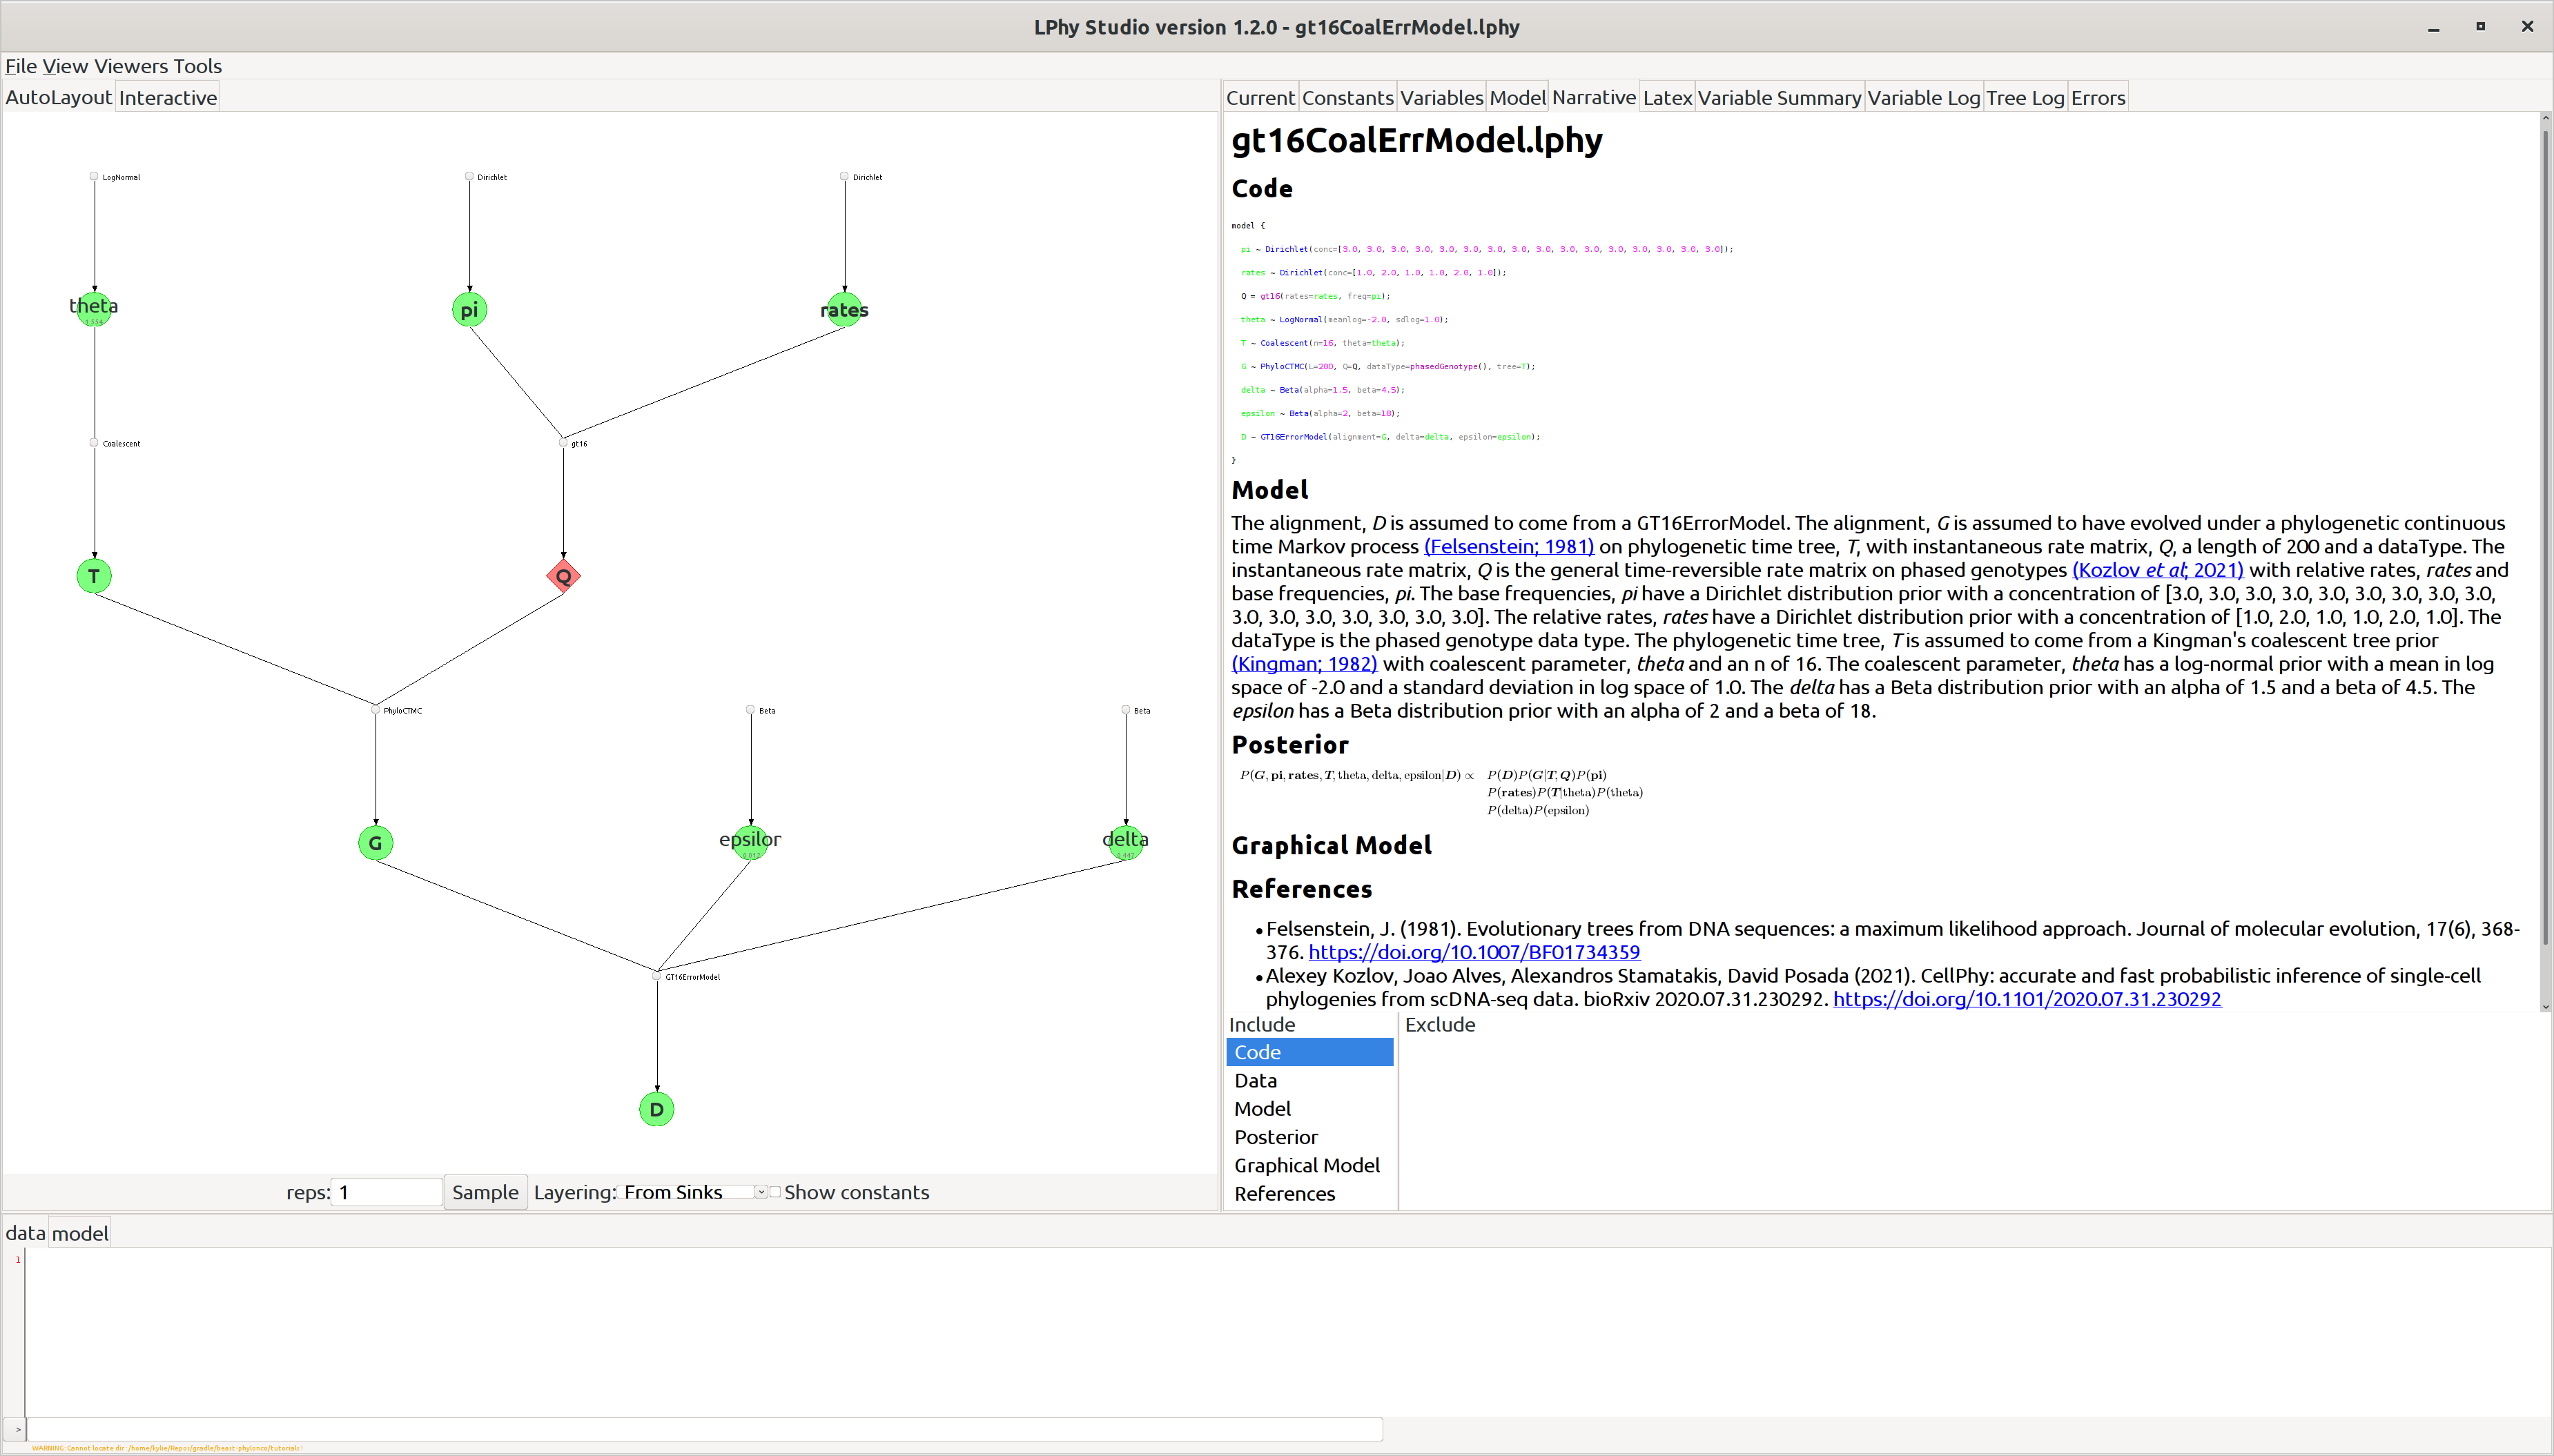 LPhy Studio version 1.2.0 - gt16CoalErrModel.lphy
File View Viewers Tools
AutoLayout Interactive
LogNormal
Dirichlet
Dirichlet
theta
pi
rates
Coalescent
gt16
T
Q
PhyloCTMC
Beta
Beta
G
epsilor
delta
0.447
GT16ErrorModel
D
reps: 1 Sample Layering: From Sinks Show constants
Current Constants Variables Model Narrative Latex Variable Summary Variable Log Tree Log Errors
gt16CoalErrModel.lphy
Code
model {
pi ~ Dirichlet(conc=[3.0, 3.0, 3.0, 3.0, 3.0, 3.0, 3.0, 3.0, 3.0, 3.0, 3.0, 3.0, 3.0, 3.0, 3.0, 3.0]);
rates ~ Dirichlet(conc=[1.0, 2.0, 1.0, 1.0, 2.0, 1.0]);
Q = gt16(rates=rates, freq=pi);
theta ~ LogNormal(meanlog=-2.0, sdlog=1.0);
T ~ Coalescent(n=16, theta=theta);
G ~ PhyloCTMC(L=200, Q=Q, dataType=phasedGenotype(), tree=T);
delta ~ Beta(alpha=1.5, beta=4.5);
epsilon ~ Beta(alpha=2, beta=18);
D ~ GT16ErrorModel(alignment=G, delta=delta, epsilon=epsilon);
}
Model
The alignment, D is assumed to come from a GT16ErrorModel. The alignment, G is assumed to have evolved under a phylogenetic continuous
time Markov process (Felsenstein; 1981) on phylogenetic time tree, T, with instantaneous rate matrix, Q, a length of 200 and a dataType. The
instantaneous rate matrix, Q is the general time-reversible rate matrix on phased genotypes (Kozlov et al; 2021) with relative rates, rates and
base frequencies, pi. The base frequencies, pi have a Dirichlet distribution prior with a concentration of [3.0, 3.0, 3.0, 3.0, 3.0, 3.0, 3.0, 3.0, 3.0,
3.0, 3.0, 3.0, 3.0, 3.0, 3.0, 3.0]. The relative rates, rates have a Dirichlet distribution prior with a concentration of [1.0, 2.0, 1.0, 1.0, 2.0, 1.0]. The
dataType is the phased genotype data type. The phylogenetic time tree, T is assumed to come from a Kingman's coalescent tree prior
(Kingman; 1982) with coalescent parameter, theta and an n of 16. The coalescent parameter, theta has a log-normal prior with a mean in log
space of -2.0 and a standard deviation in log space of 1.0. The delta has a Beta distribution prior with an alpha of 1.5 and a beta of 4.5. The
epsilon has a Beta distribution prior with an alpha of 2 and a beta of 18.
Posterior
P(G, pi, rates, T, theta, delta, epsilon|D) ∝ P(D)P(G|T, Q)P(pi)
P(rates)P(T|theta)P(theta)
P(delta)P(epsilon)
Graphical Model
References
• Felsenstein, J. (1981). Evolutionary trees from DNA sequences: a maximum likelihood approach. Journal of molecular evolution, 17(6), 368-
376. https://doi.org/10.1007/BF01734359
• Alexey Kozlov, Joao Alves, Alexandros Stamatakis, David Posada (2021). CellPhy: accurate and fast probabilistic inference of single-cell
phylogenies from scDNA-seq data. bioRxiv 2020.07.31.230292. https://doi.org/10.1101/2020.07.31.230292
Include Exclude
Code
Data
Model
Posterior
Graphical Model
References
data model
1
>
WARNING: Cannot locate dir :/home/kylie/Repos/gradle/beast-phylonco/tutorials !